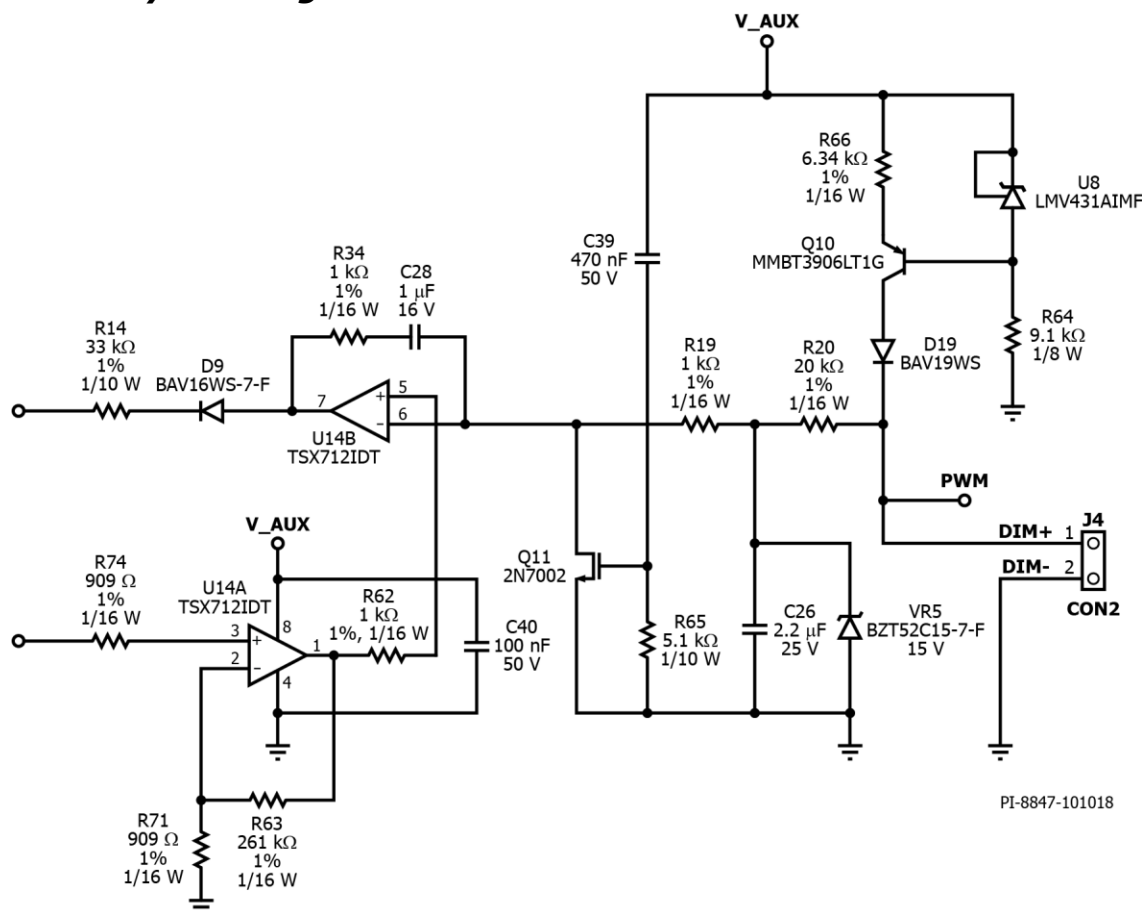 V_AUX
R66
6.34 kΩ
1%
1/16 W
U8
LMV431AIMF
C39
470 nF
50 V
Q10
MMBT3906LT1G
R34
1 kΩ
1%
1/16 W
C28
1 μF
16 V
R14
33 kΩ
1%
1/10 W
D9
BAV16WS-7-F
R19
1 kΩ
1%
1/16 W
R20
20 kΩ
1%
1/16 W
D19
BAV19WS
R64
9.1 kΩ
1/8 W
7
5
+
6
-
U14B
TSX712IDT
PWM
V_AUX
J4
DIM+
1
DIM-
2
CON2
R74
909 Ω
1%
1/16 W
U14A
TSX712IDT
3
+
8
1
2
-
4
R62
1 kΩ
1%, 1/16 W
C40
100 nF
50 V
Q11
2N7002
R65
5.1 kΩ
1/10 W
C26
2.2 μF
25 V
VR5
BZT52C15-7-F
15 V
R71
909 Ω
1%
1/16 W
R63
261 kΩ
1%
1/16 W
PI-8847-101018